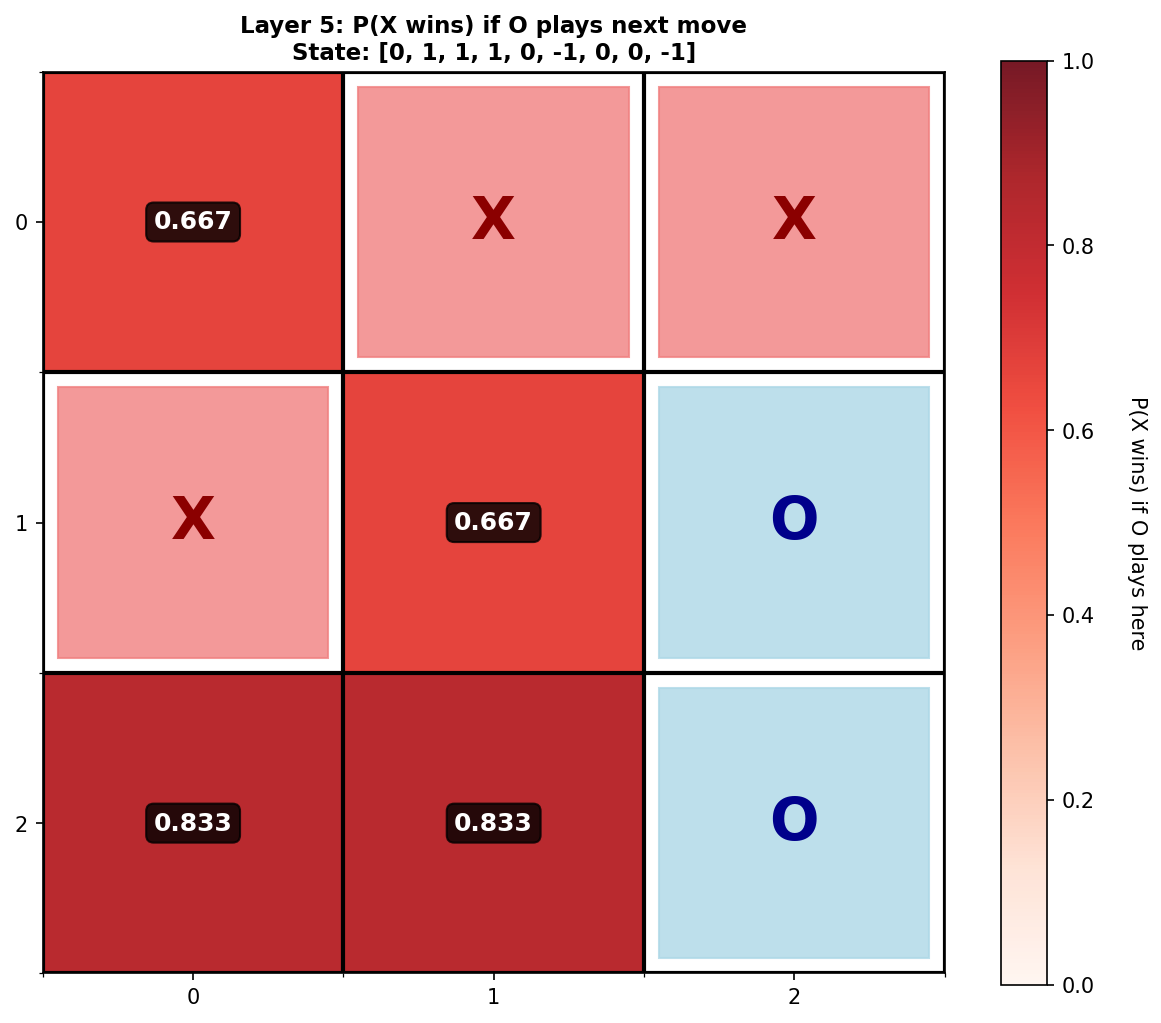 Layer 5: P(X wins) if O plays next move
State: [0, 1, 1, 1, 0, -1, 0, 0, -1]
0
0.667
X
X
1
X
0.667
O
2
0.833
0.833
O
0
1
2
1.0
0.8
0.6
0.4
0.2
0.0
P(X wins) if O plays here